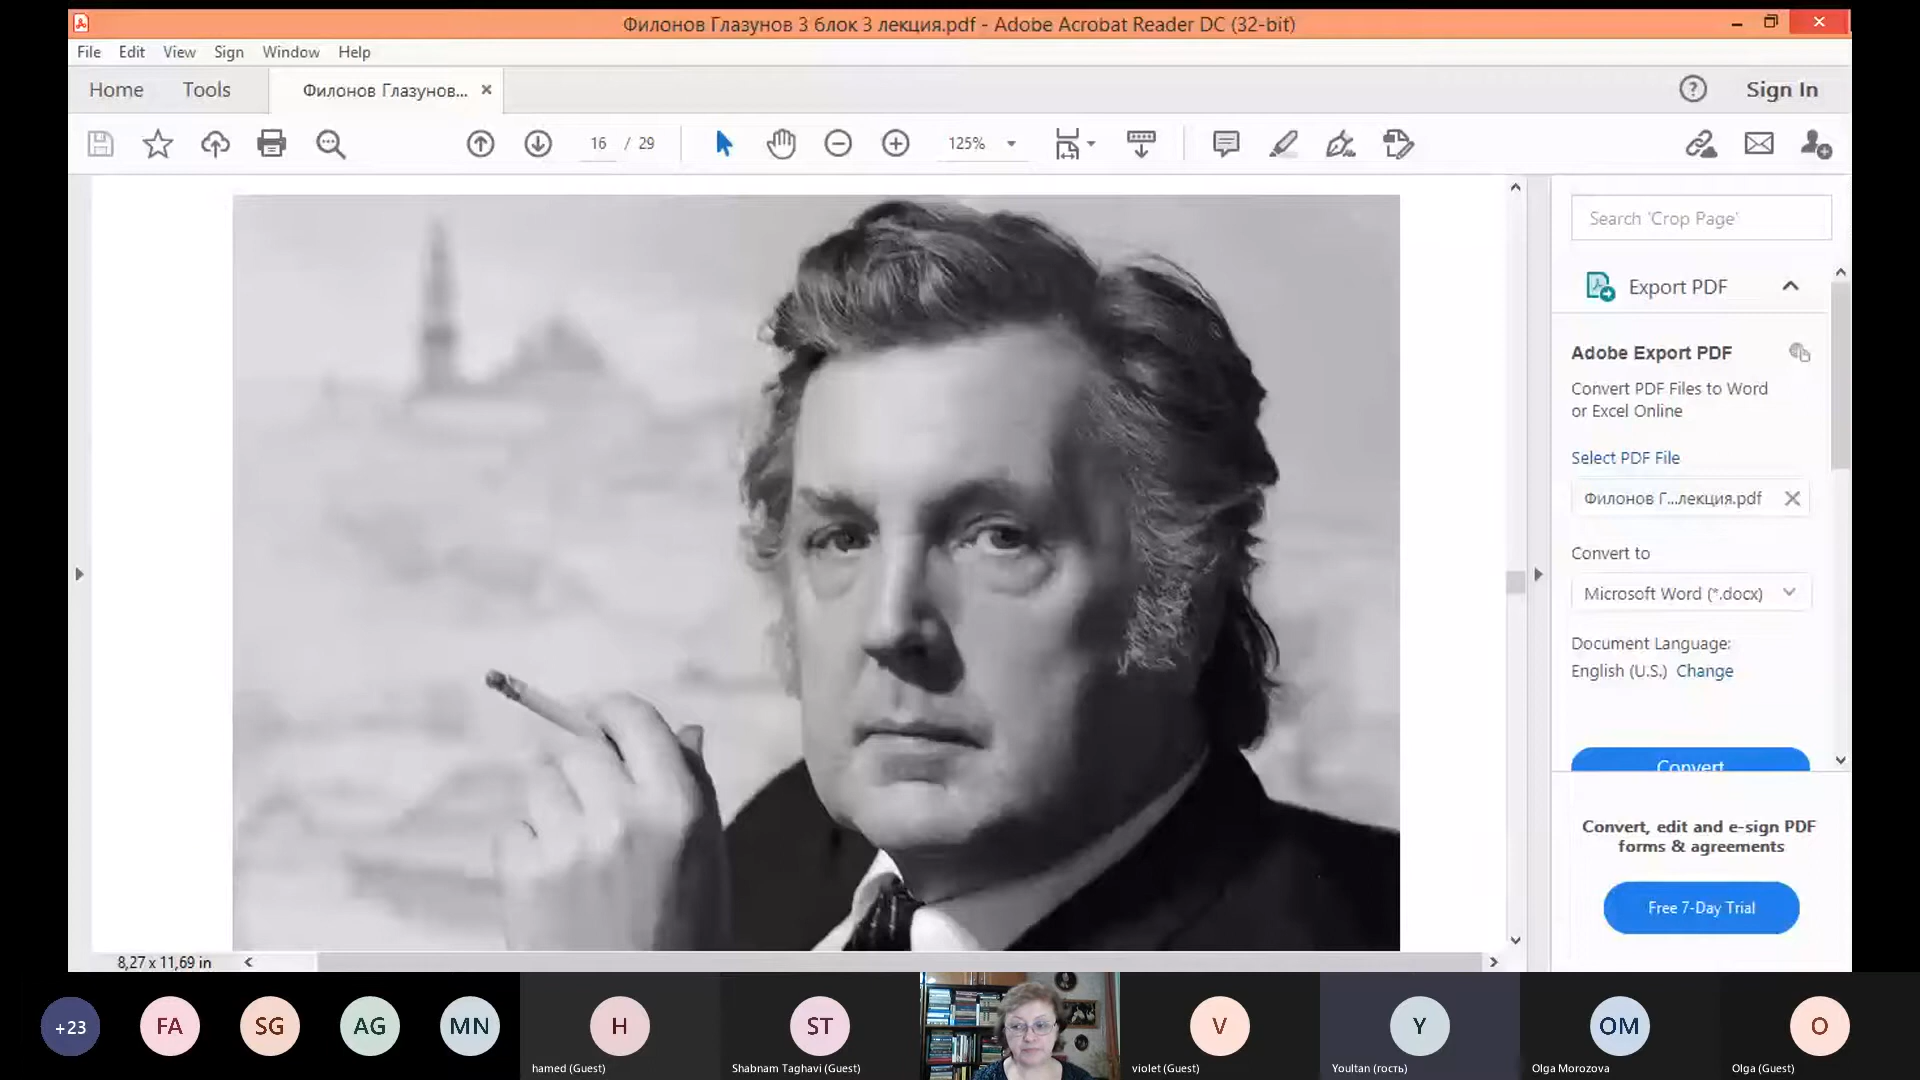 Филонов Глазунов 3 блок 3 лекция.pdf - Adobe Acrobat Reader DC (32-bit)
File Edit View Sign Window Help
Home Tools Филонов Глазунов... Sign In
16 / 29 125%
Search 'Crop Page'
Export PDF
Adobe Export PDF
Convert PDF Files to Word
or Excel Online
Select PDF File
Филонов Г...лекция.pdf
Convert to
Microsoft Word (*.docx)
Document Language:
English (U.S.) Change
Convert
Convert, edit and e-sign PDF
forms & agreements
Free 7-Day Trial
8,27 x 11,69 in
+23 FA SG AG MN H ST V Y OM O
hamed (Guest) Shabnam Taghavi (Guest) violet (Guest) Youltan (гость) Olga Morozova Olga (Guest)